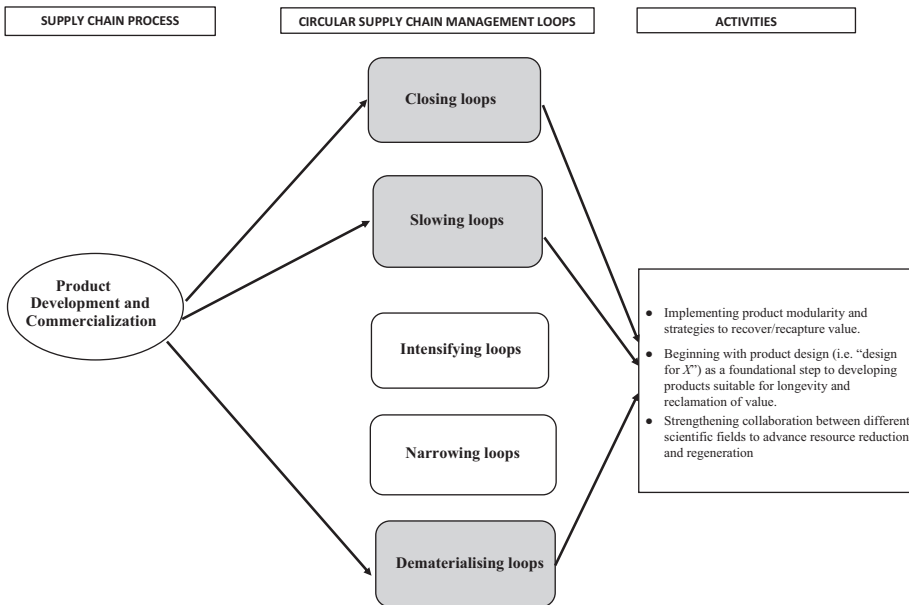 SUPPLY CHAIN PROCESS
CIRCULAR SUPPLY CHAIN MANAGEMENT LOOPS
ACTIVITIES
Closing loops
Slowing loops
Product
Development and
Commercialization
Intensifying loops
Narrowing loops
Dematerialising loops
● Implementing product modularity and
strategies to recover/recapture value.
● Beginning with product design (i.e. “design
for X”) as a foundational step to developing
products suitable for longevity and
reclamation of value.
● Strengthening collaboration between different
scientific fields to advance resource reduction
and regeneration